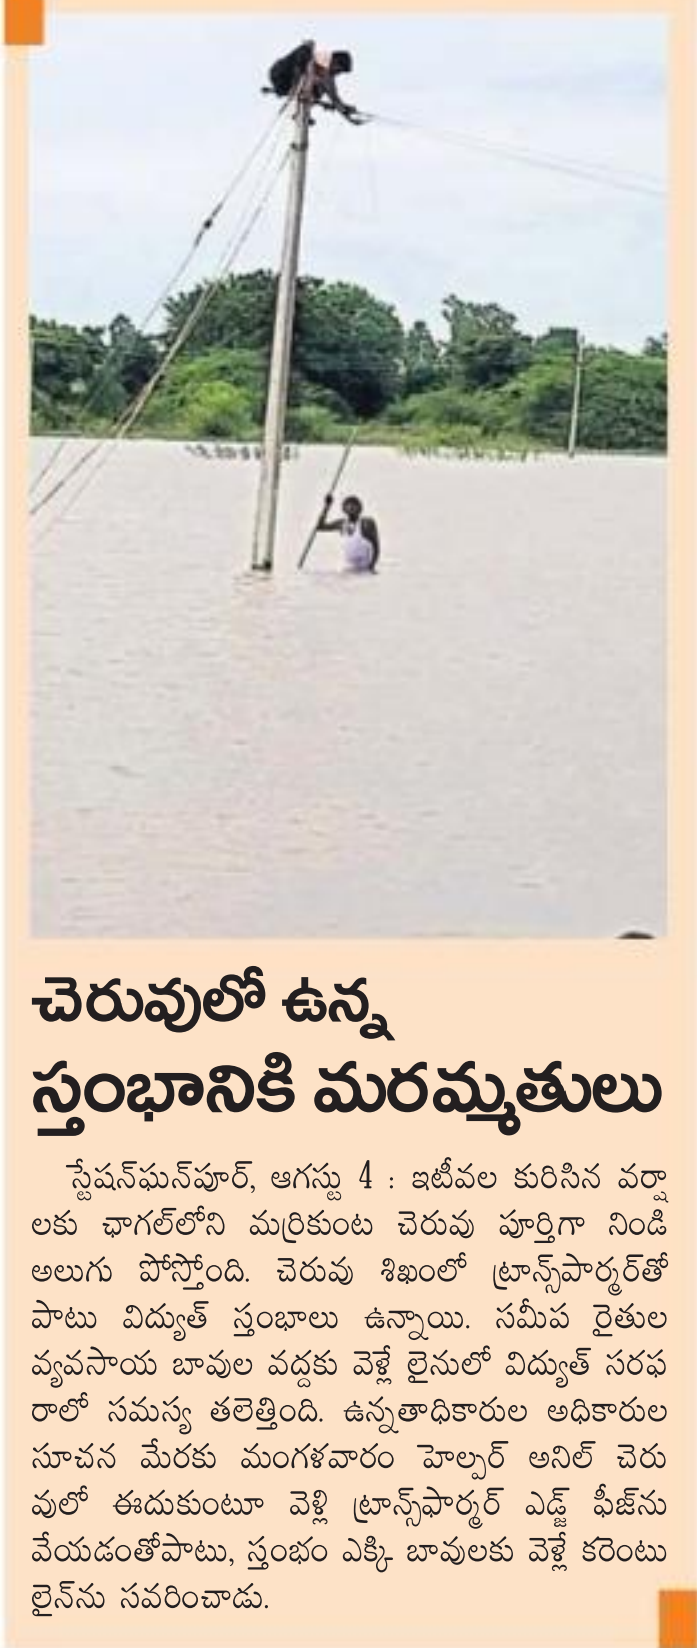 చెరువులో ఉన్న
స్తంభానికి మరమ్మతులు
స్టేషన్‌ఘన్‌పూర్, ఆగస్టు 4 : ఇటీవల కురిసిన వర్షా
లకు ఛాగల్‌లోని మర్రికుంట చెరువు పూర్తిగా నిండి
అలుగు పోస్తోంది. చెరువు శిఖంలో ట్రాన్స్‌పార్మర్‌తో
పాటు విద్యుత్ స్తంభాలు ఉన్నాయి. సమీప రైతుల
వ్యవసాయ బావుల వద్దకు వెళ్లే లైనులో విద్యుత్ సరఫ
రాలో సమస్య తలెత్తింది. ఉన్నతాధికారుల అధికారుల
సూచన మేరకు మంగళవారం హెల్పర్ అనిల్ చెరు
వులో ఈదుకుంటూ వెళ్లి ట్రాన్స్‌ఫార్మర్ ఎడ్జ్ ఫీజ్‌ను
వేయడంతోపాటు, స్తంభం ఎక్కి బావులకు వెళ్లే కరెంటు
లైన్‌ను సవరించాడు.